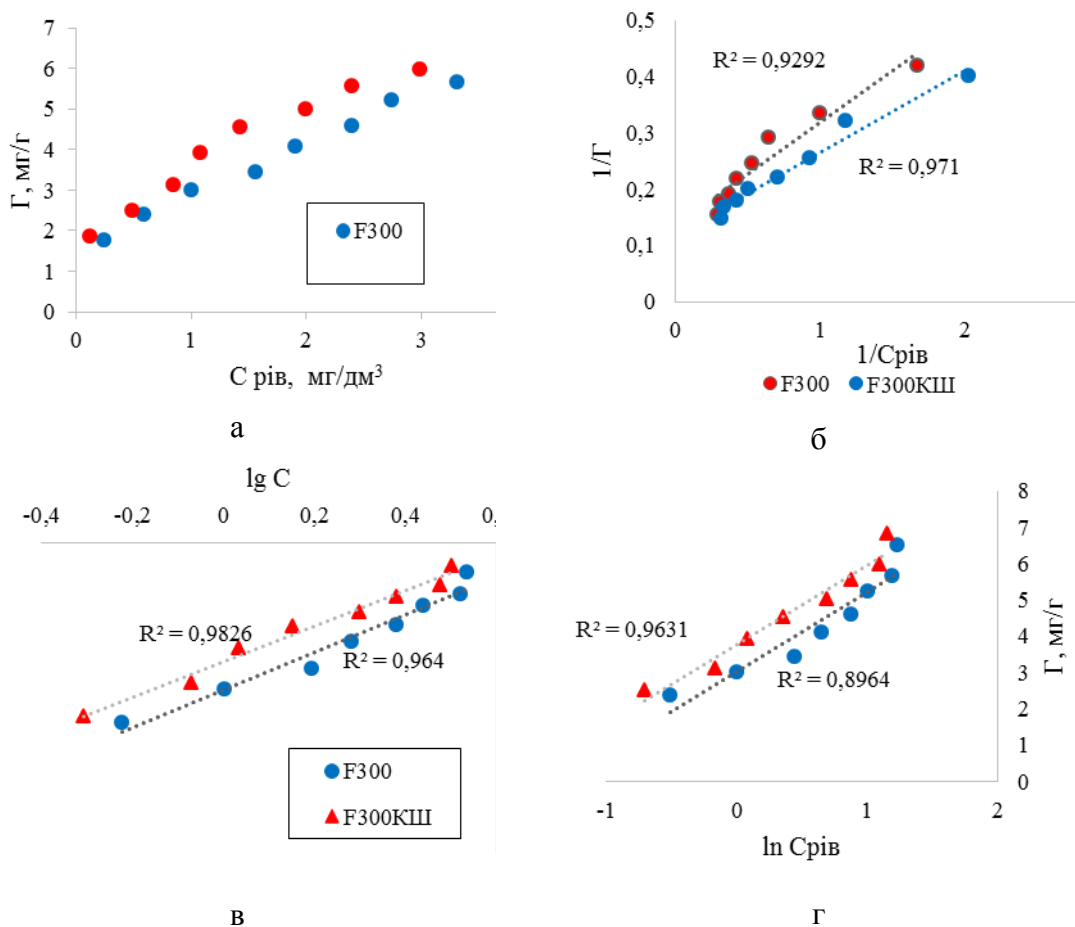 7
6
5
4
3
2
1
0
Г, мг/г
0 1 2 3
С рів, мг/дм³
F300
а
0,5
0,4
0,3
0,2
0,1
0
1/Г
R² = 0,9292
R² = 0,971
0 1 2
1/Срів
F300 F300КШ
б
lg C
-0,4 -0,2 0 0,2 0,4 0,
R² = 0,9826
R² = 0,964
F300
F300КШ
в
8
7
6
5
4
3
2
1
0
Г, мг/г
R² = 0,9631
R² = 0,8964
-1 0 1 2
ln Срів
г